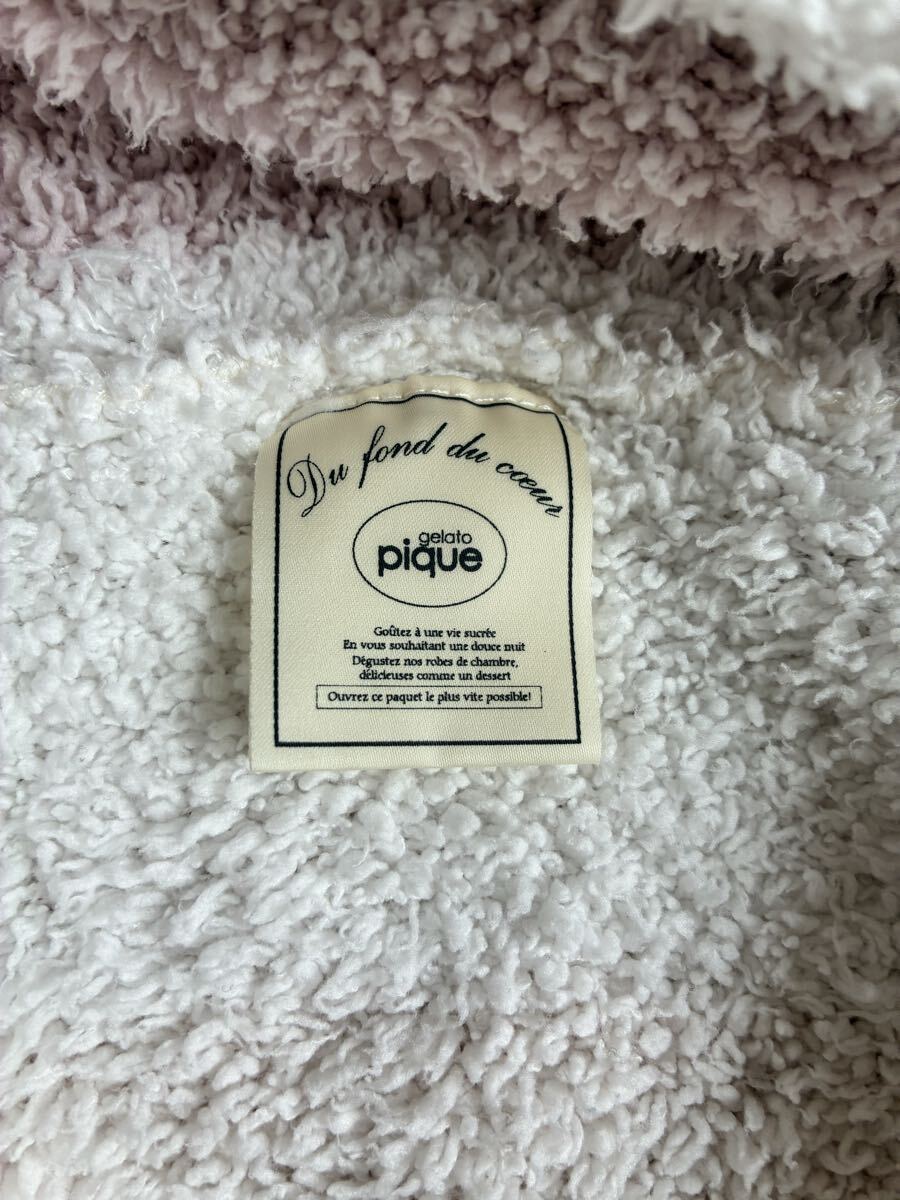 Du fond du cœur
gelato
pique
Goûtez à une vie sucrée
En vous souhaitant une douce nuit
Dégustez nos robes de chambre,
délicieuses comme un dessert
Ouvrez ce paquet le plus vite possible!